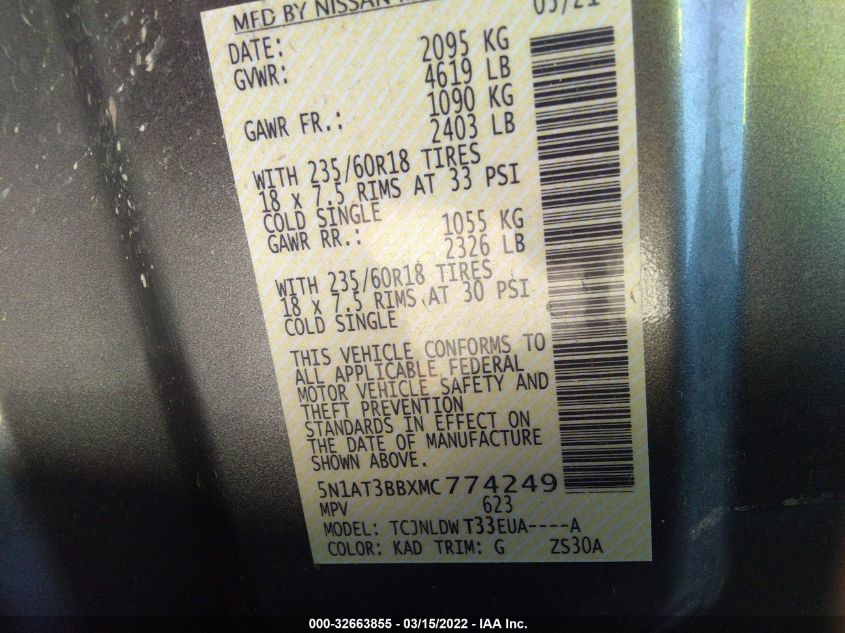 MFD BY NISSAN
DATE: 2095 KG
GVWR: 4619 LB
1090 KG
GAWR FR.: 2403 LB
WITH 235/60R18 TIRES
18 x 7.5 RIMS AT 33 PSI
COLD SINGLE
GAWR RR.: 1055 KG
2326 LB
WITH 235/60R18 TIRES
18 x 7.5 RIMS AT 30 PSI
COLD SINGLE
THIS VEHICLE CONFORMS TO
ALL APPLICABLE FEDERAL
MOTOR VEHICLE SAFETY AND
THEFT PREVENTION
STANDARDS IN EFFECT ON
THE DATE OF MANUFACTURE
SHOWN ABOVE.
5N1AT3BBXMC774249
MPV 623
MODEL: TCJNLDWT33EUA----A
COLOR: KAD TRIM: G ZS30A
000-32663855 - 03/15/2022 - IAA Inc.